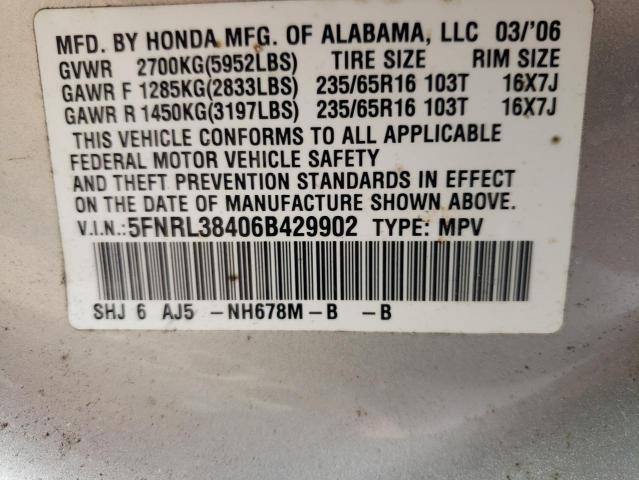 MFD. BY HONDA MFG. OF ALABAMA, LLC 03/'06
GVWR 2700KG(5952LBS) TIRE SIZE RIM SIZE
GAWR F 1285KG(2833LBS) 235/65R16 103T 16X7J
GAWR R 1450KG(3197LBS) 235/65R16 103T 16X7J
THIS VEHICLE CONFORMS TO ALL APPLICABLE
FEDERAL MOTOR VEHICLE SAFETY
AND THEFT PREVENTION STANDARDS IN EFFECT
ON THE DATE OF MANUFACTURE SHOWN ABOVE.
V.I.N.:5FNRL38406B429902 TYPE: MPV
SHJ 6 AJ5 -NH678M-B -B